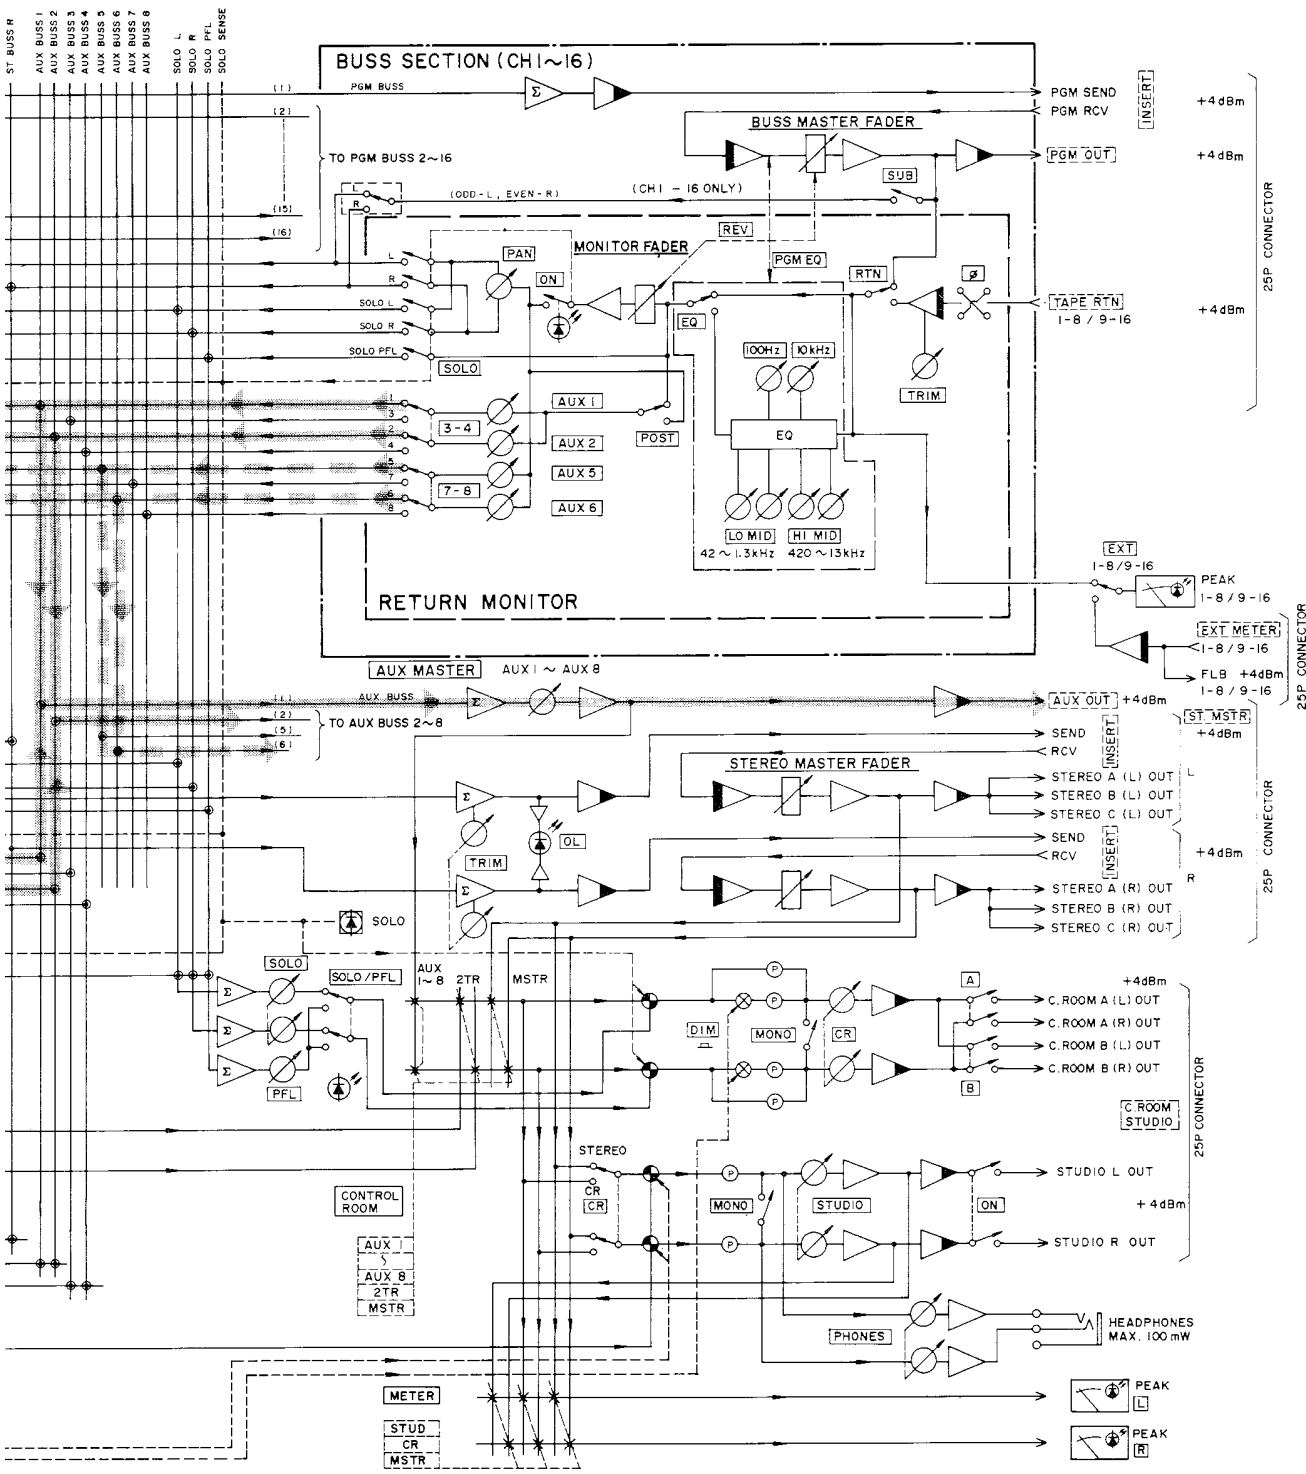 ST BUSS R
AUX BUSS 1
AUX BUSS 2
AUX BUSS 3
AUX BUSS 4
AUX BUSS 5
AUX BUSS 6
AUX BUSS 7
AUX BUSS 8
SOLO L
SOLO R
SOLO PFL
SOLO SENSE
BUSS SECTION (CH1~16)
(1)
PGM BUSS
Σ
PGM SEND
PGM RCV
INSERT
+4dBm
(2)
TO PGM BUSS 2~16
BUSS MASTER FADER
PGM OUT
+4dBm
SUB
L
R
(ODD-L, EVEN-R)
(CH1 - 16 ONLY)
(15)
(16)
25P CONNECTOR
REV
MONITOR FADER
PAN
ON
PGM EQ
RTN
ø
L
R
SOLO L
SOLO R
SOLO PFL
SOLO
EQ
TAPE RTN
1-8 / 9-16
+4dBm
100Hz
10kHz
TRIM
1
3
2
4
5
7
6
8
3-4
7-8
AUX 1
AUX 2
AUX 5
AUX 6
POST
EQ
LO MID
HI MID
42~1.3kHz
420~13kHz
RETURN MONITOR
EXT
1-8/9-16
PEAK
1-8 / 9-16
EXT METER
1-8/9-16
FLB +4dBm
1-8 / 9-16
25P CONNECTOR
AUX MASTER
AUX 1 ~ AUX 8
(1)
AUX BUSS
Σ
AUX OUT
+4dBm
(2)
(5)
(6)
TO AUX BUSS 2~8
ST. MSTR
+4dBm
SEND
RCV
INSERT
STEREO MASTER FADER
STEREO A (L) OUT
STEREO B (L) OUT
STEREO C (L) OUT
L
Σ
TRIM
OL
Σ
SEND
RCV
INSERT
+4dBm
R
STEREO A (R) OUT
STEREO B (R) OUT
STEREO C (R) OUT
25P CONNECTOR
SOLO
SOLO
SOLO/PFL
Σ
Σ
Σ
PFL
AUX
1~8
2TR
MSTR
P
P
DIM
MONO
P
P
CR
A
B
+4dBm
C.ROOM A (L) OUT
C.ROOM A (R) OUT
C.ROOM B (L) OUT
C.ROOM B (R) OUT
C.ROOM
STUDIO
25P CONNECTOR
STEREO
CR
CR
P
MONO
STUDIO
P
ON
STUDIO L OUT
+4dBm
STUDIO R OUT
CONTROL
ROOM
AUX 1
⌇
AUX 8
2TR
MSTR
PHONES
HEADPHONES
MAX. 100mW
METER
PEAK
L
STUD
CR
MSTR
PEAK
R